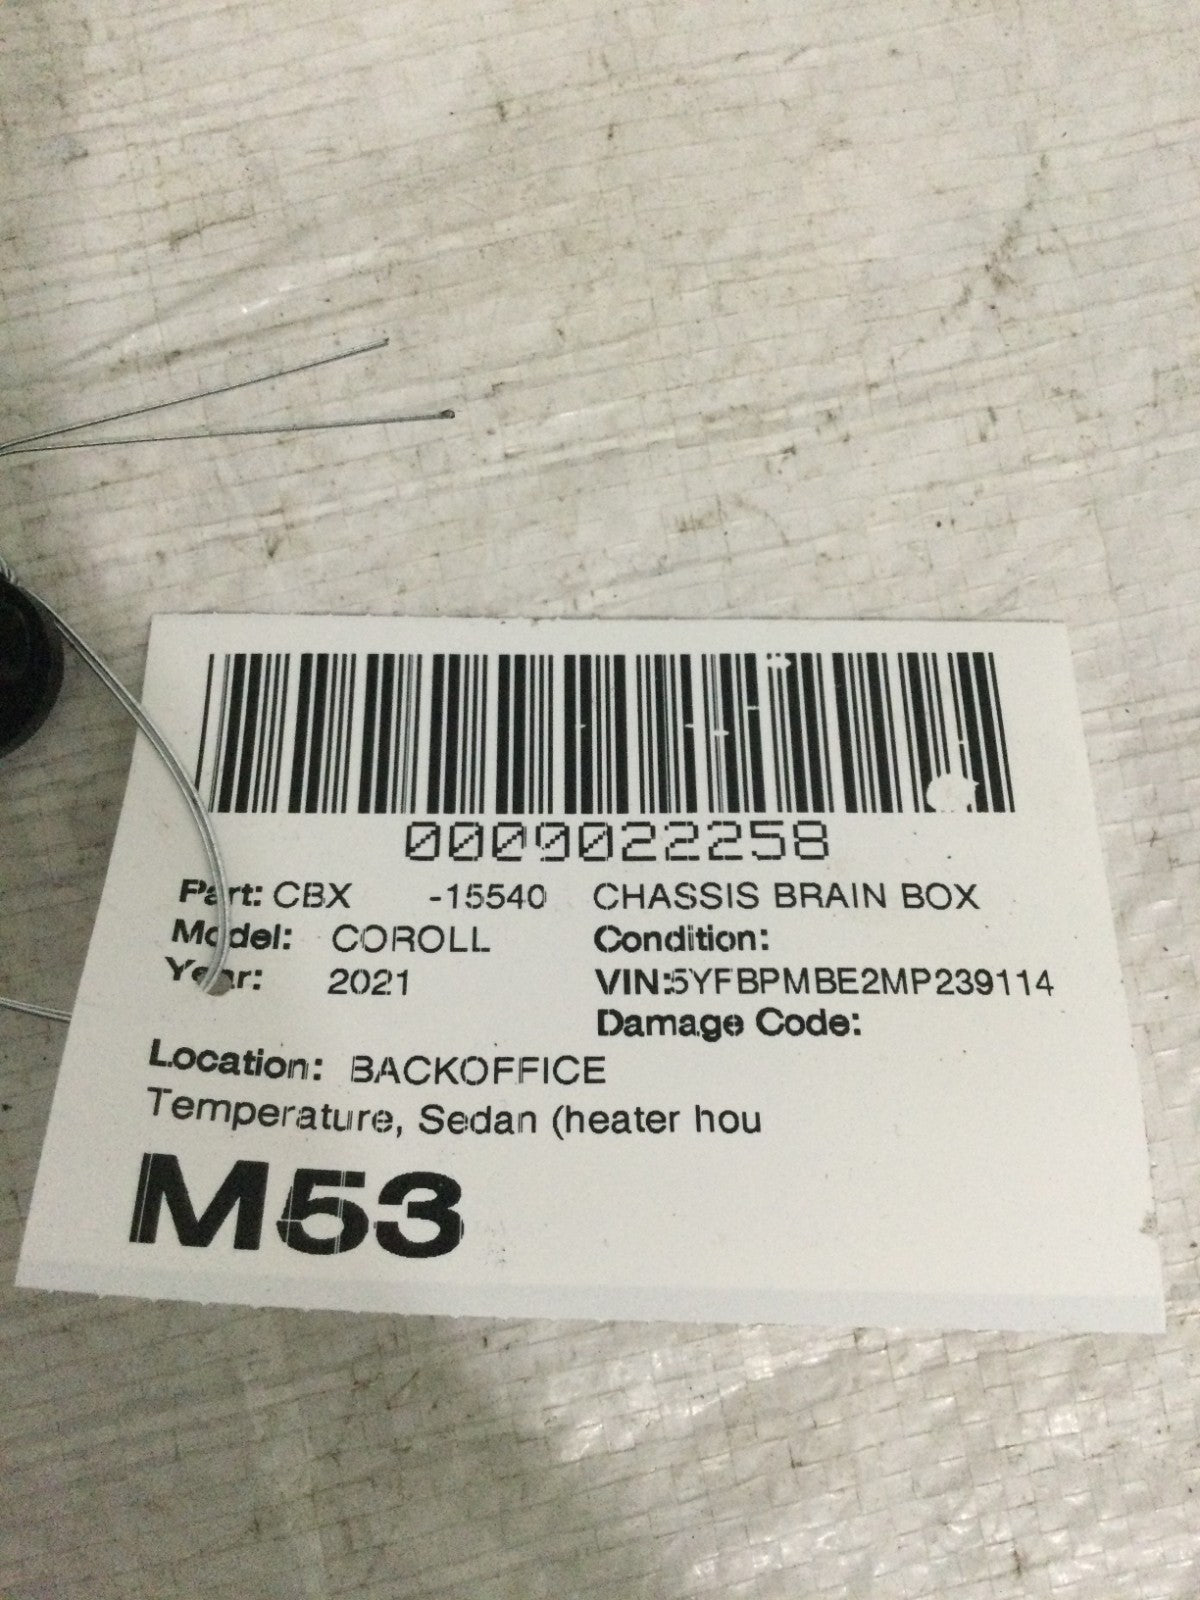 0009022258
Part: CBX -15540 CHASSIS BRAIN BOX
Model: COROLL Condition:
Year: 2021 VIN:5YFBPMBE2MP239114
Damage Code:
Location: BACKOFFICE
Temperature, Sedan (heater hou
M53